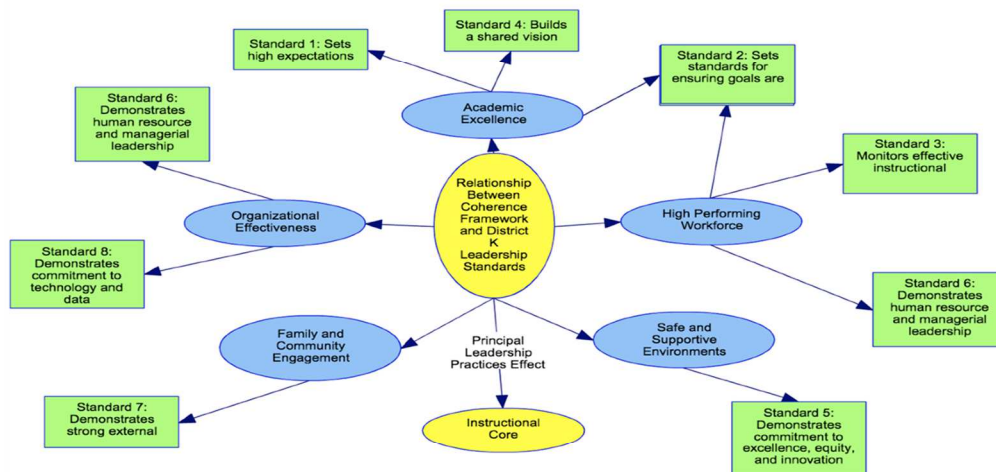 Standard 4: Builds
a shared vision
Standard 1: Sets
high expectations
Standard 2: Sets
standards for
ensuring goals are
Standard 6:
Demonstrates
human resource
and managerial
leadership
Academic
Excellence
Standard 3:
Monitors effective
instructional
Relationship
Between
Coherence
Framework
and District
K
Leadership
Standards
Organizational
Effectiveness
High Performing
Workforce
Standard 8:
Demonstrates
commitment to
technology and
data
Standard 6:
Demonstrates
human resource
and managerial
leadership
Family and
Community
Engagement
Principal
Leadership
Practices Effect
Safe and
Supportive
Environments
Standard 7:
Demonstrates
strong external
Instructional
Core
Standard 5:
Demonstrates
commitment to
excellence, equity,
and innovation